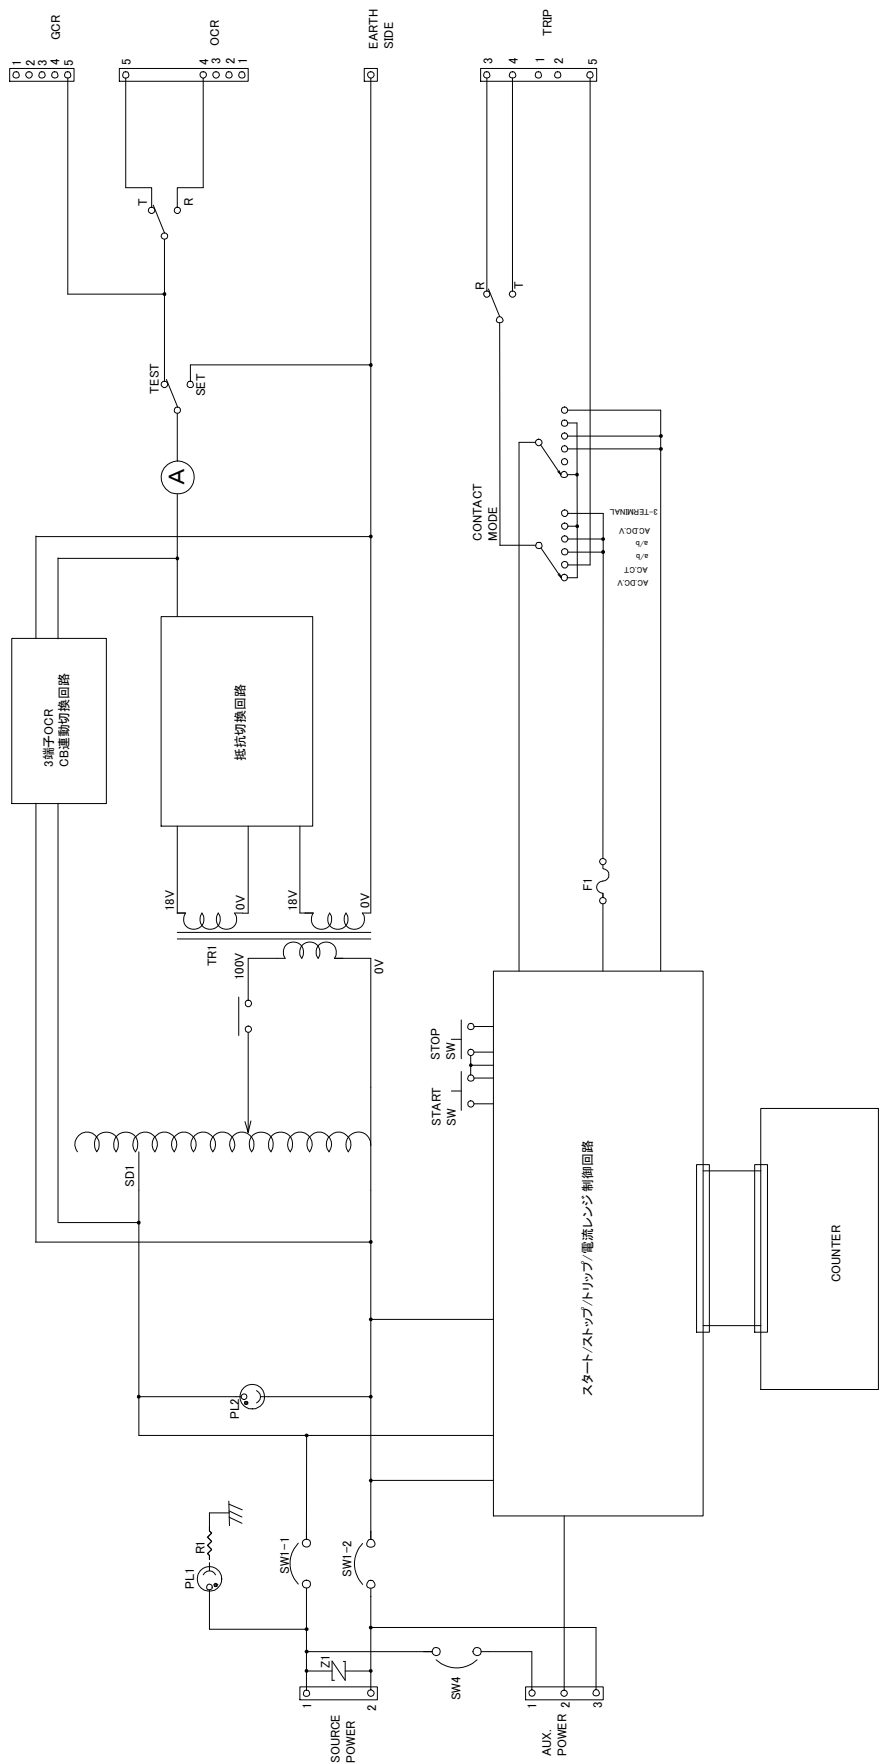 GCR
1
2
3
4
5
OCR
5
4
3
2
1
EARTH
SIDE
TRIP
3
4
1
2
5
T
R
R
T
TEST
SET
A
CONTACT
MODE
3-TERMINAL
AC.DC.V
a/b
a/b
AC.CT
AC.DC.V
3端子OCR
CB連動切換回路
抵抗切換回路
18V
0V
18V
0V
TR1
100V
0V
F1
SD1
STOP
SW
START
SW
スタート/ストップ/トリップ/電流レンジ 制御回路
COUNTER
PL2
PL1
R1
SW1-1
SW1-2
Z1
SW4
1
2
SOURCE
POWER
1
2
3
AUX.
POWER